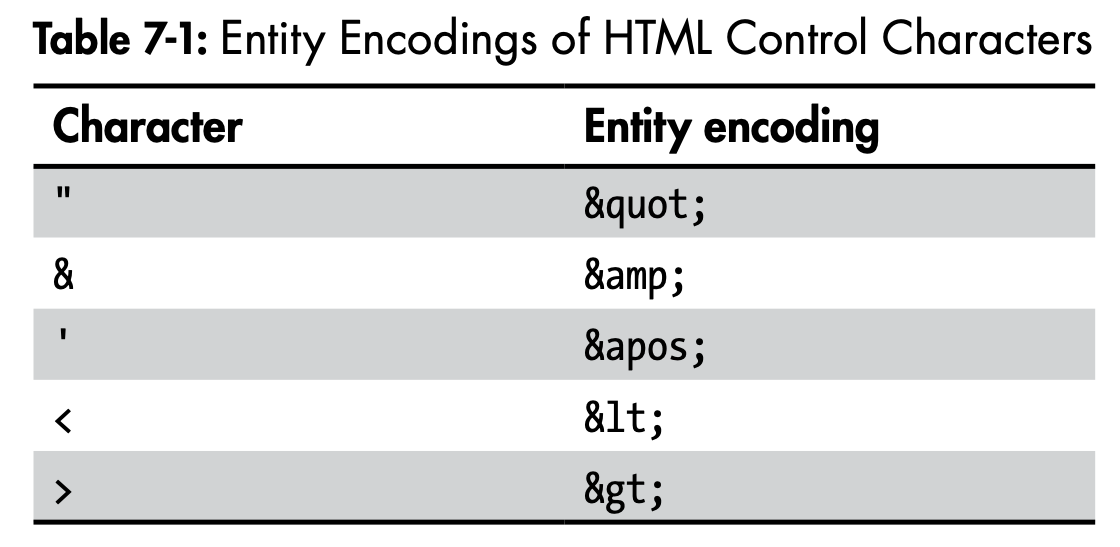 Table 7-1: Entity Encodings of HTML Control Characters
Character Entity encoding
" &quot;
& &amp;
' &apos;
< &lt;
> &gt;